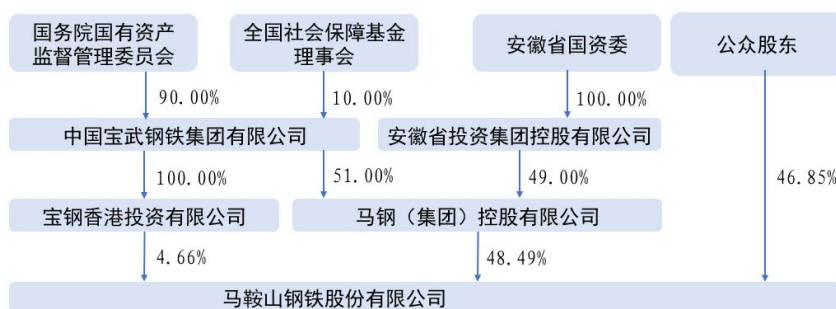 国务院国有资产
监督管理委员会
全国社会保障基金
理事会
安徽省国资委
公众股东
90.00%
10.00%
100.00%
中国宝武钢铁集团有限公司
安徽省投资集团控股有限公司
100.00%
51.00%
49.00%
46.85%
宝钢香港投资有限公司
马钢（集团）控股有限公司
4.66%
48.49%
马鞍山钢铁股份有限公司